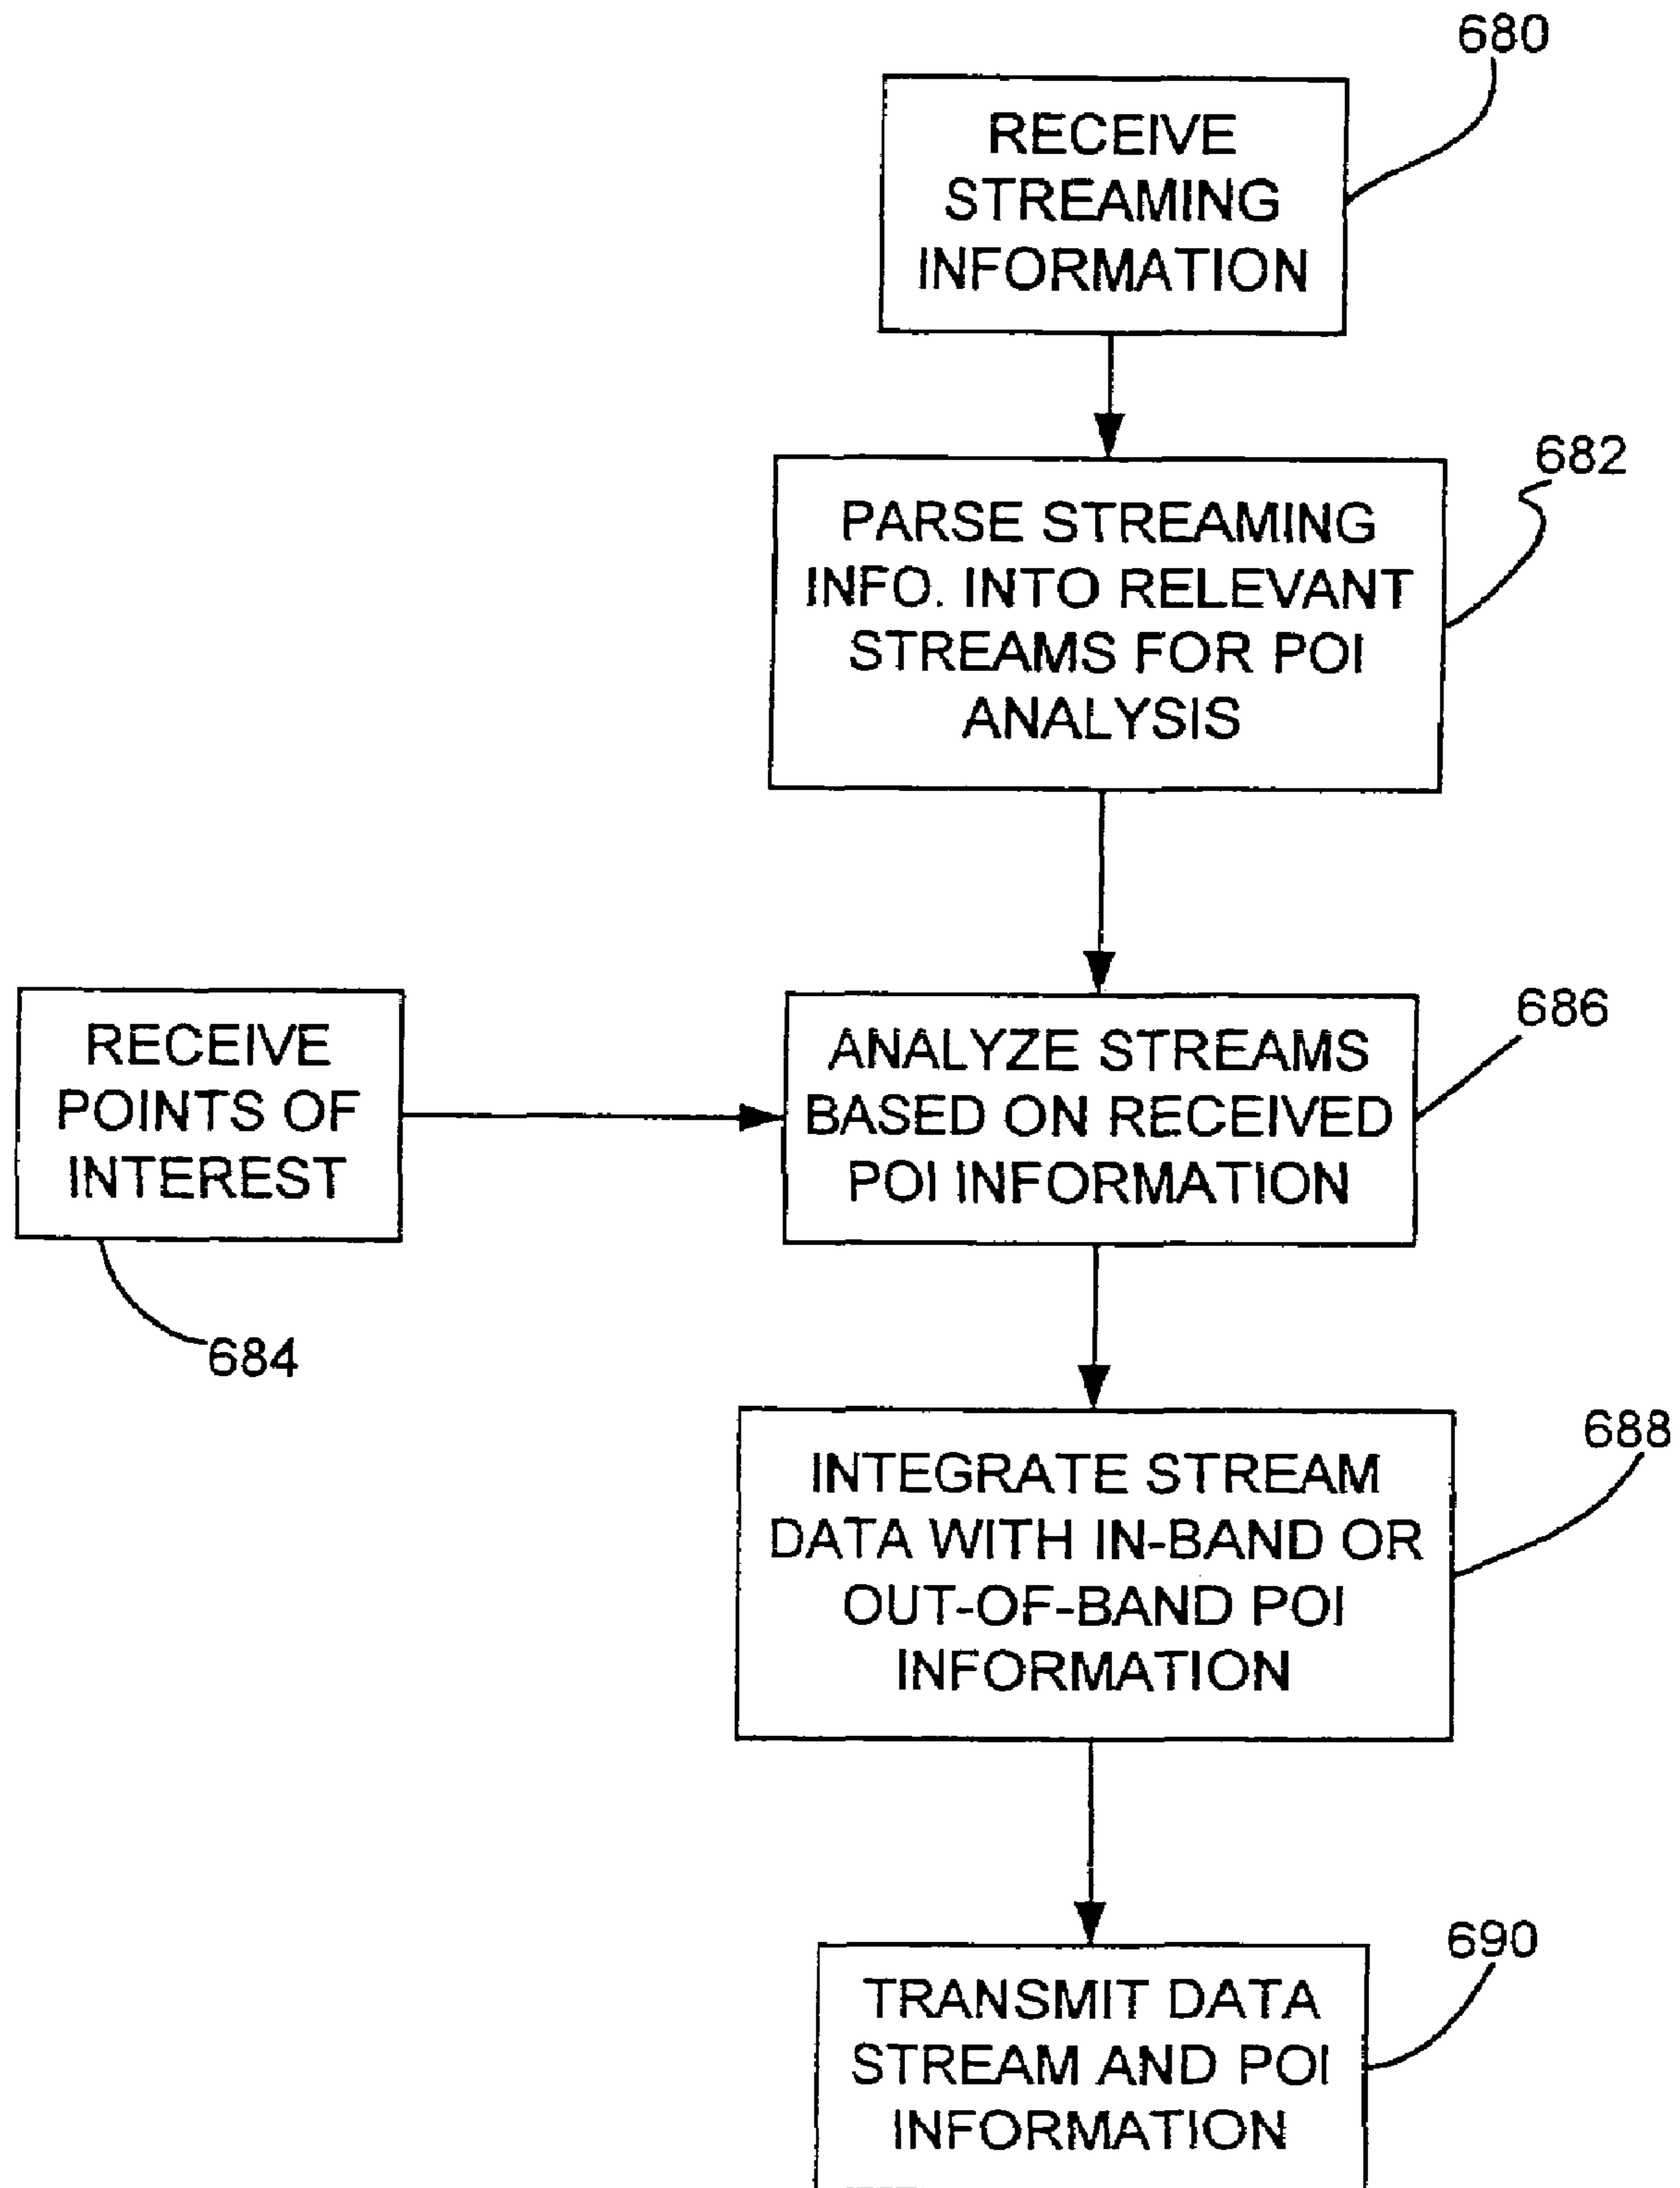 680
RECEIVE
STREAMING
INFORMATION
682
PARSE STREAMING
INFO. INTO RELEVANT
STREAMS FOR POI
ANALYSIS
RECEIVE
POINTS OF
INTEREST
684
686
ANALYZE STREAMS
BASED ON RECEIVED
POI INFORMATION
688
INTEGRATE STREAM
DATA WITH IN-BAND OR
OUT-OF-BAND POI
INFORMATION
690
TRANSMIT DATA
STREAM AND POI
INFORMATION